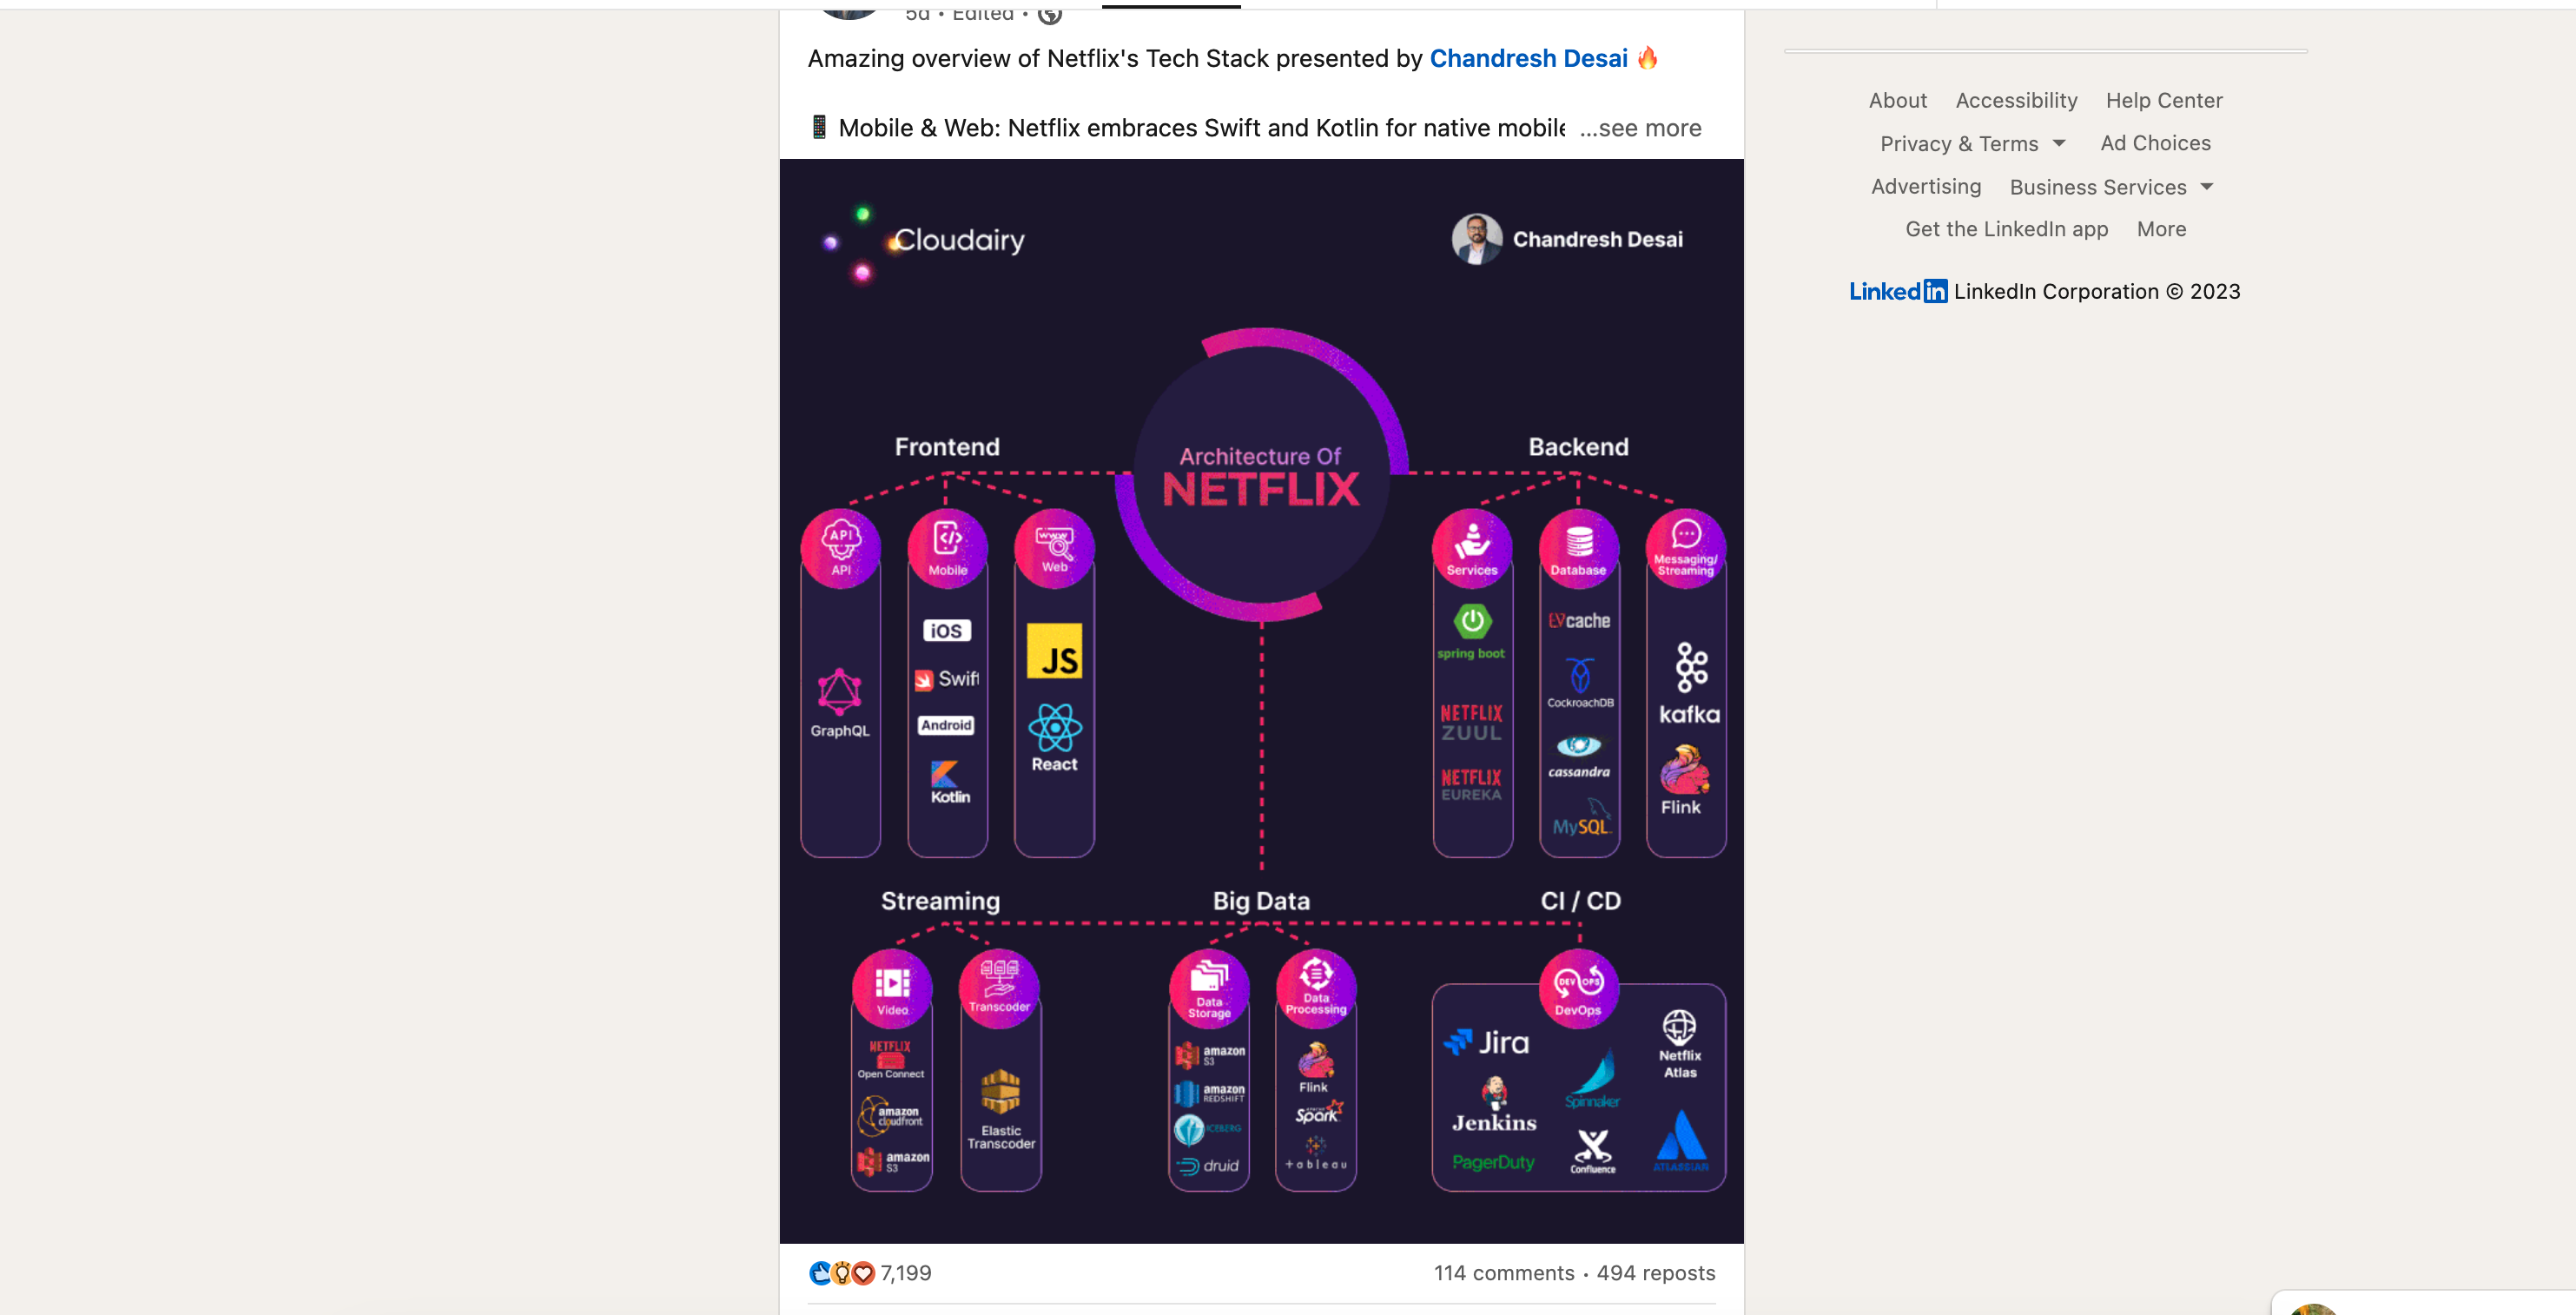 5d • Edited •
Amazing overview of Netflix's Tech Stack presented by Chandresh Desai 🔥
📱 Mobile & Web: Netflix embraces Swift and Kotlin for native mobile ...see more
Cloudairy
Chandresh Desai
Architecture Of
NETFLIX
Frontend
API
API
GraphQL
</>
Mobile
iOS
Swift
Android
Kotlin
WWW
Web
JS
React
Backend
Services
spring boot
NETFLIX
ZUUL
NETFLIX
EUREKA
Database
EVcache
CockroachDB
cassandra
MySQL
Messaging/
Streaming
kafka
Flink
Streaming
Video
NETFLIX
Open Connect
amazon
cloudfront
amazon
S3
Transcoder
Elastic
Transcoder
Big Data
Data
Storage
amazon
S3
amazon
REDSHIFT
ICEBERG
druid
Data
Processing
Flink
APACHE
Spark
+ableau
CI / CD
DEV OPS
DevOps
Jira
Jenkins
PagerDuty
Spinnaker
Confluence
Netflix
Atlas
ATLASSIAN
7,199
114 comments • 494 reposts
About Accessibility Help Center
Privacy & Terms Ad Choices
Advertising Business Services
Get the LinkedIn app More
LinkedIn LinkedIn Corporation © 2023